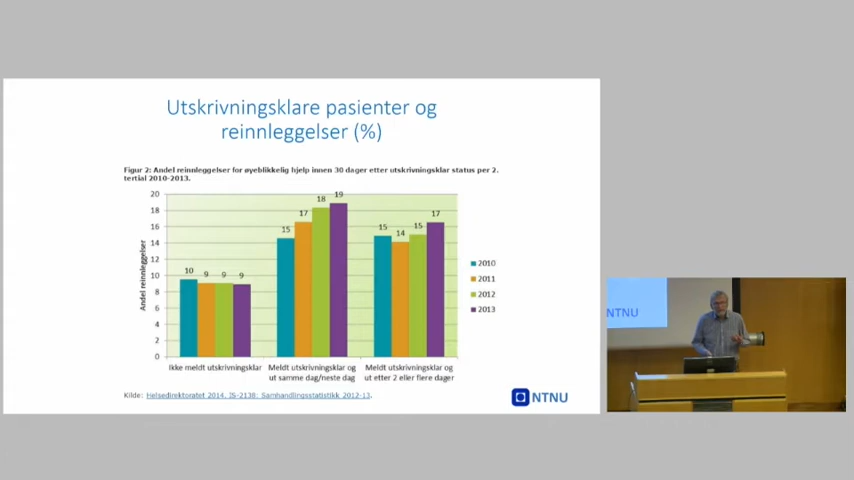 Utskrivningsklare pasienter og
reinnleggelser (%)
Figur 2: Andel reinnleggelser for øyeblikkelig hjelp innen 30 dager etter utskrivningsklar status per 2.
tertial 2010-2013.
Andel reinnleggelser
20
18
16
14
12
10
8
6
4
2
0
10 9 9 9
15 17 18 19
15 14 15 17
Ikke meldt utskrivningsklar
Meldt utskrivningsklar og
ut samme dag/neste dag
Meldt utskrivningsklar og
ut etter 2 eller flere dager
2010
2011
2012
2013
Kilde: Helsedirektoratet 2014, IS-2138: Samhandlingsstatistikk 2012-13.
NTNU
NTNU